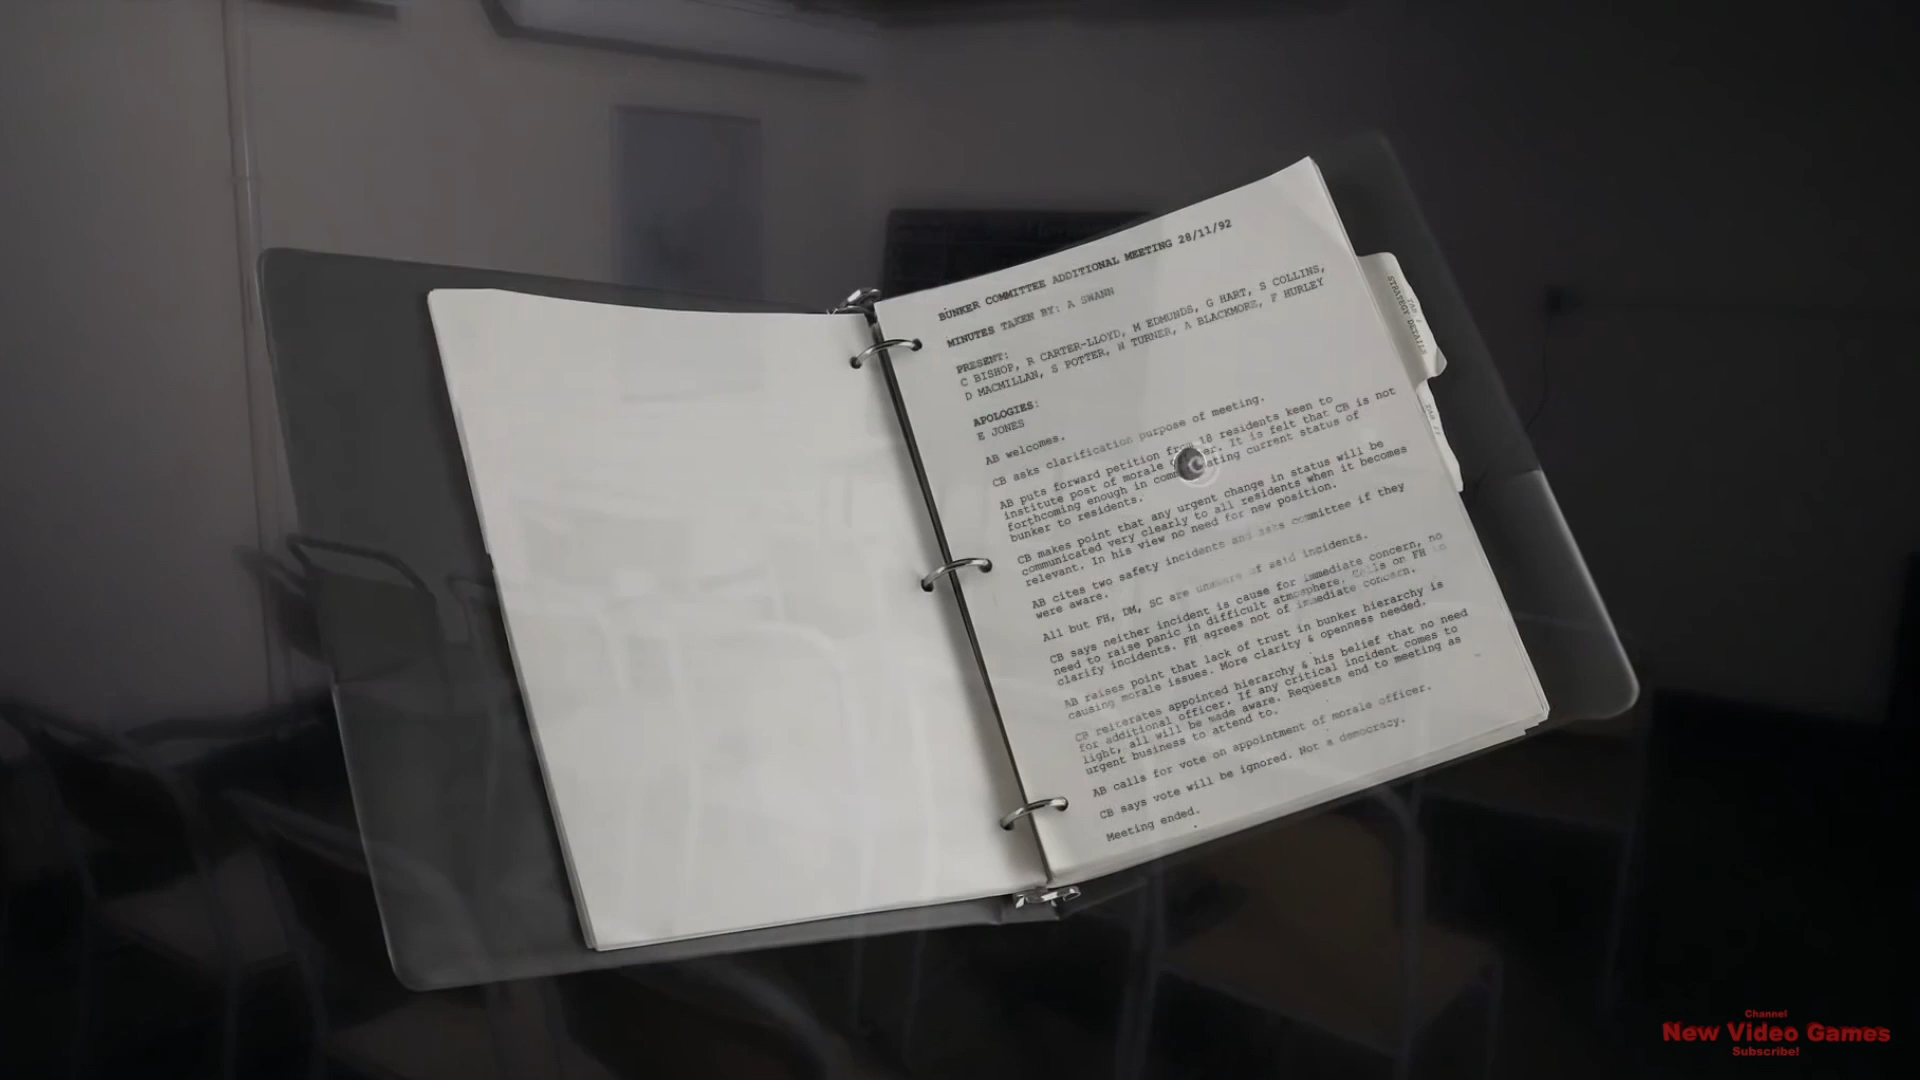 BUNKER COMMITTEE ADDITIONAL MEETING 28/11/92
MINUTES TAKEN BY: A SWANN
PRESENT:
C BISHOP, R CARTER-LLOYD, M EDMUNDS, G HART, S COLLINS,
D MACMILLAN, S POTTER, W TURNER, A BLACKMORE, F HURLEY
APOLOGIES:
E JONES
AB welcomes.
CB asks clarification purpose of meeting.
AB puts forward petition from 18 residents keen to
institute post of morale It is felt that CB is not
forthcoming enough in current status of
bunker to residents.
CB makes point that any urgent change in status will be
communicated very clearly to all residents when it becomes
relevant. In his view no need for new position.
AB cites two safety incidents and asks committee if they
were aware.
All but FH, DM, SC are unaware of said incidents.
CB says neither incident is cause for immediate concern, no
need to raise panic in difficult atmosphere. Calls on FH to
clarify incidents. FH agrees not of immediate concern.
AB raises point that lack of trust in bunker hierarchy is
causing morale issues. More clarity & openness needed.
CB reiterates appointed hierarchy & his belief that no need
for additional officer. If any critical incident comes to
light, all will be made aware. Requests end to meeting as
urgent business to attend to.
AB calls for vote on appointment of morale officer.
CB says vote will be ignored. Not a democracy.
Meeting ended.
STRATEGY DETAILS
Channel
New Video Games
Subscribe!